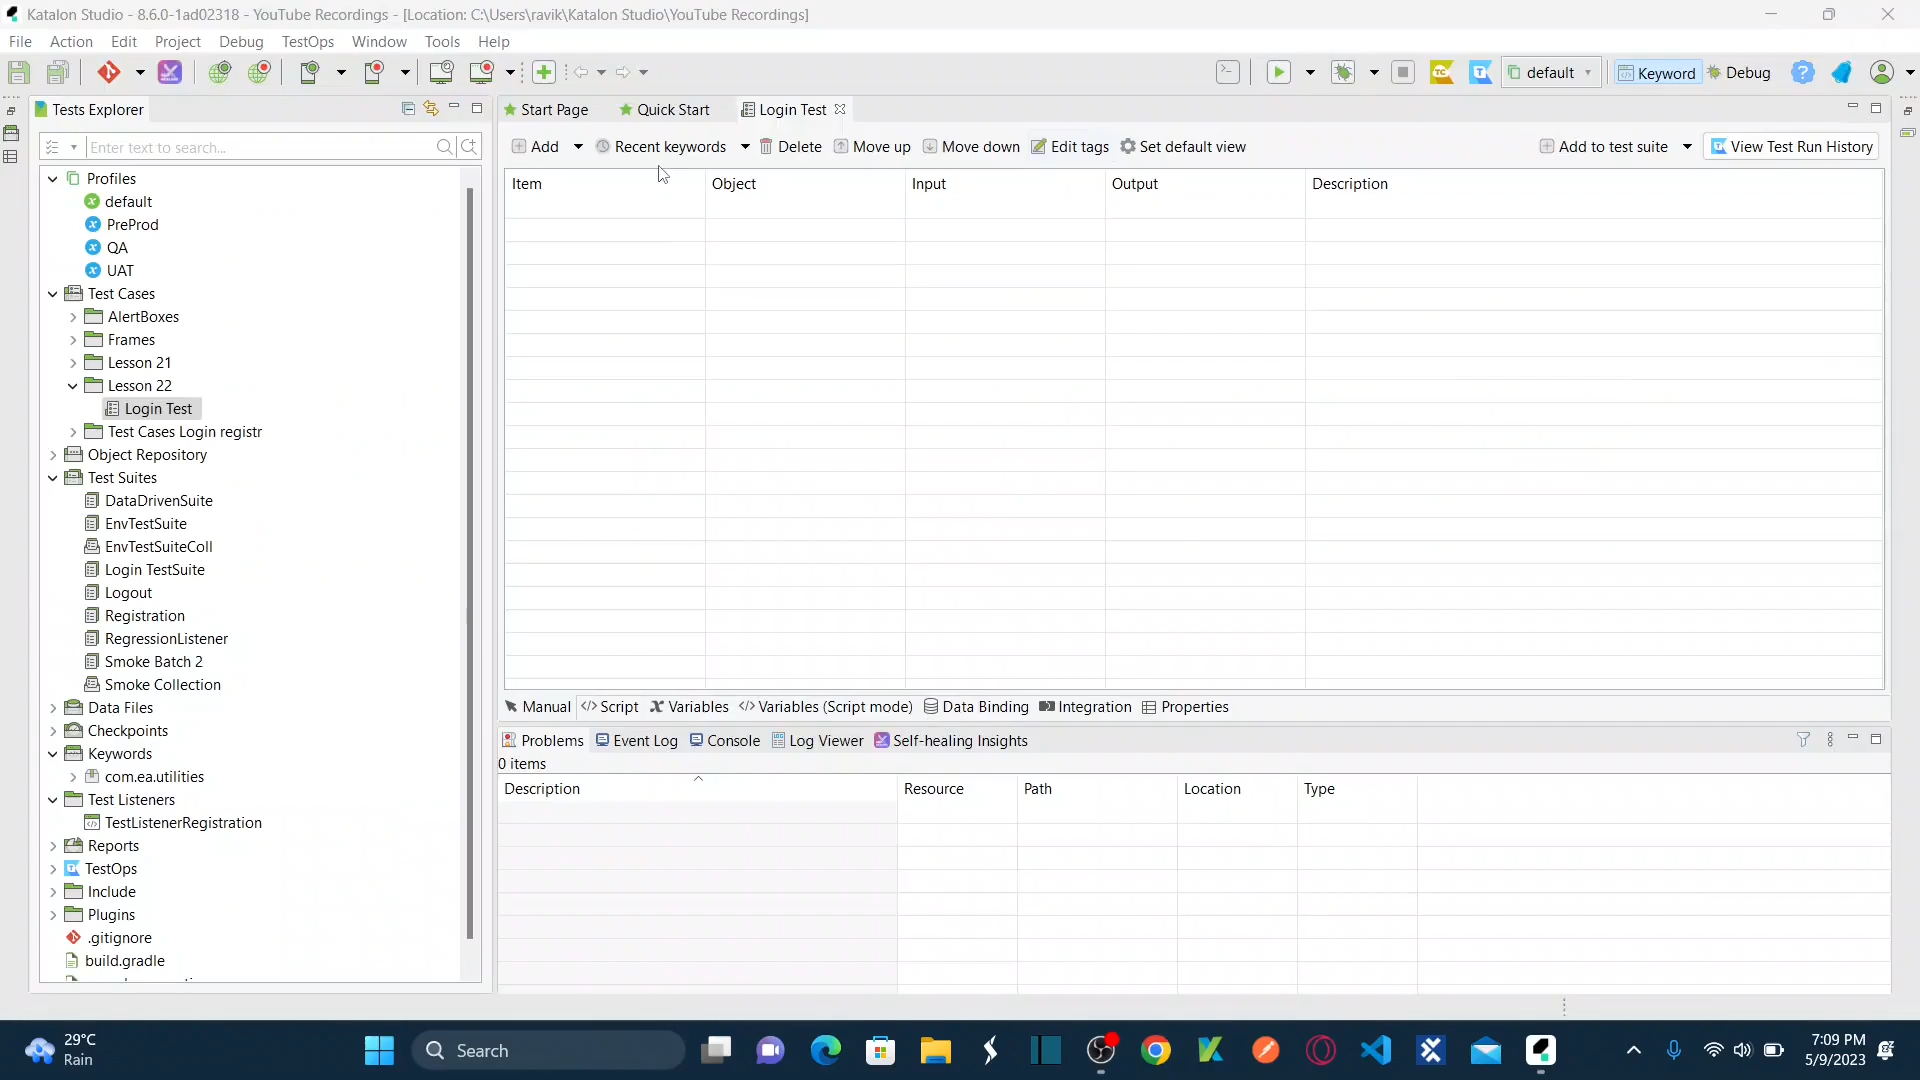 Katalon Studio - 8.6.0-1ad02318 - YouTube Recordings - [Location: C:\Users\ravik\Katalon Studio\YouTube Recordings]
File Action Edit Project Debug TestOps Window Tools Help
default Keyword Debug
Tests Explorer
Start Page Quick Start Login Test
Enter text to search...
Add Recent keywords Delete Move up Move down Edit tags Set default view Add to test suite View Test Run History
Item Object Input Output Description
Profiles
default
PreProd
QA
UAT
Test Cases
AlertBoxes
Frames
Lesson 21
Lesson 22
Login Test
Test Cases Login registr
Object Repository
Test Suites
DataDrivenSuite
EnvTestSuite
EnvTestSuiteColl
Login TestSuite
Logout
Registration
RegressionListener
Smoke Batch 2
Smoke Collection
Data Files
Checkpoints
Keywords
com.ea.utilities
Test Listeners
TestListenerRegistration
Reports
TestOps
Include
Plugins
.gitignore
build.gradle
Manual Script Variables Variables (Script mode) Data Binding Integration Properties
Problems Event Log Console Log Viewer Self-healing Insights
0 items
Description Resource Path Location Type
29°C
Rain
Search
7:09 PM
5/9/2023